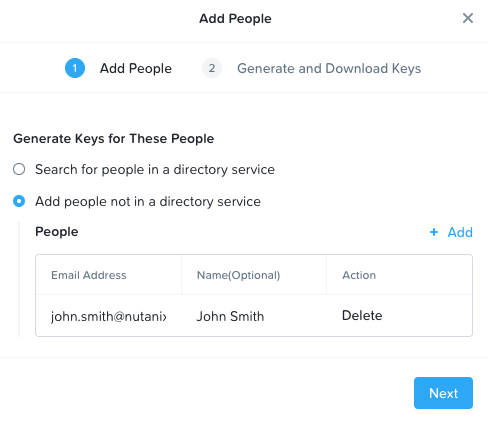 Add People
1 Add People 2 Generate and Download Keys
Generate Keys for These People
Search for people in a directory service
Add people not in a directory service
People + Add
Email Address Name(Optional) Action
john.smith@nutani John Smith Delete
Next